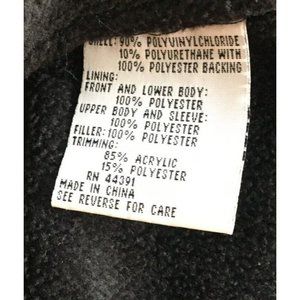 SHELL: 90% POLYVINYLCHLORIDE
10% POLYURETHANE WITH
100% POLYESTER BACKING
LINING:
FRONT AND LOWER BODY:
100% POLYESTER
UPPER BODY AND SLEEVE:
100% POLYESTER
FILLER: 100% POLYESTER
TRIMMING:
85% ACRYLIC
15% POLYESTER
RN 44391
MADE IN CHINA
SEE REVERSE FOR CARE